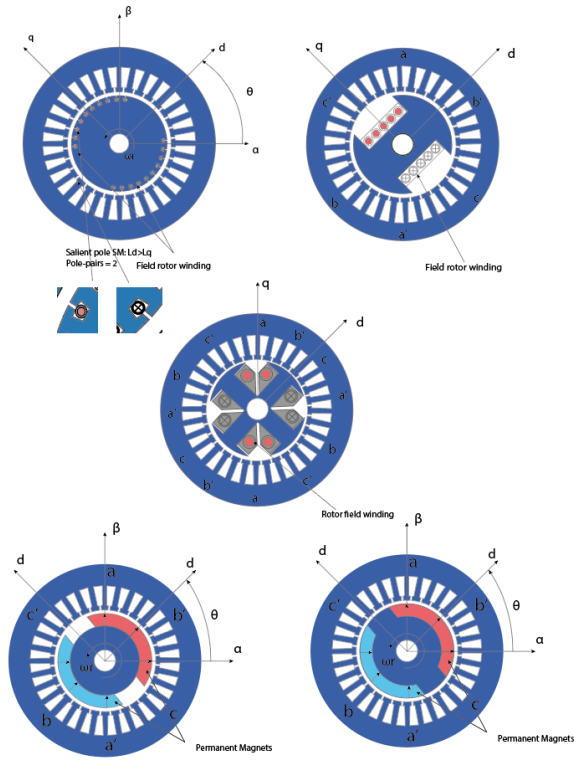 β
q
d
θ
α
ωr
Salient pole SM: Ld>Lq
Pole-pairs = 2
Field rotor winding
q
a
d
c'
b'
b
c
a'
Field rotor winding
q
a
d
c'
b'
b
c
a'
a'
c
b
b'
c'
a
Rotor field winding
β
d
a
d
c'
b'
θ
α
ωr
b
c
a'
Permanent Magnets
β
d
a
d
c'
b'
θ
α
ωr
b
c
a'
Permanent Magnets